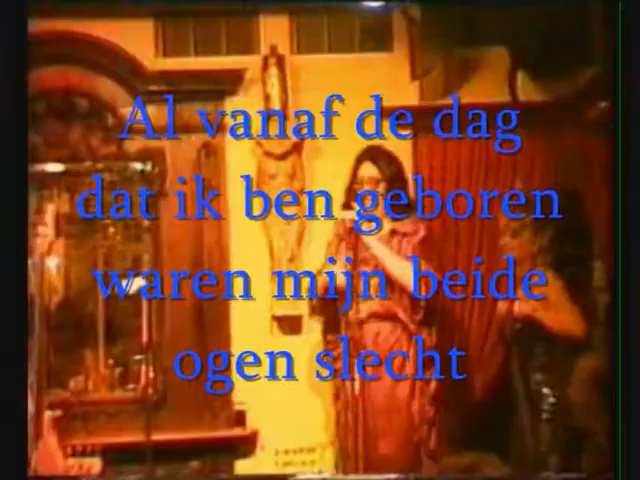 Al vanaf de dag
dat ik ben geboren
waren mijn beide
ogen slecht